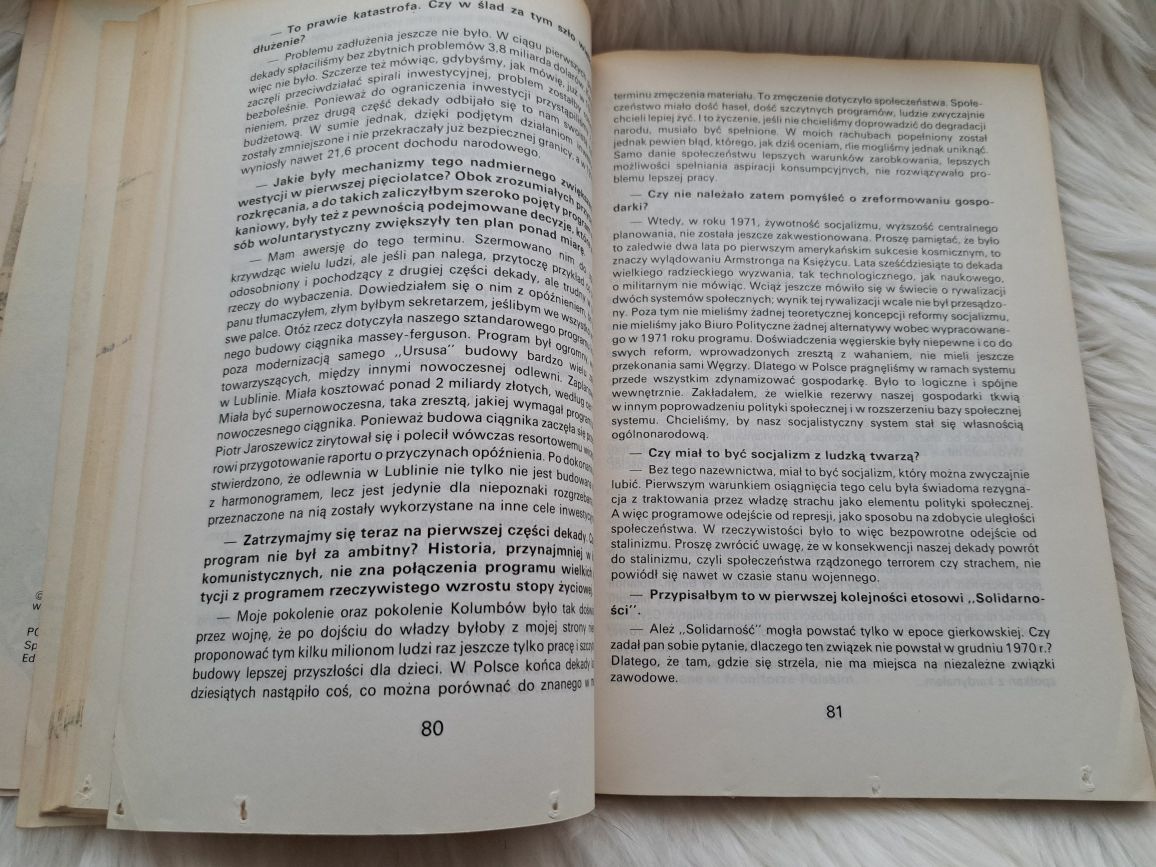 — To prawie katastrofa. Czy w ślad za tym szło
dłużenie?
— Problemu zadłużenia jeszcze nie było. W ciągu pierwszych
dekady spłaciliśmy bez zbytnich problemów 3,8 miliarda dolarów
więc nie było. Szczerze też mówiąc, gdybyśmy, jak mówię, już w
zaczęli przeciwdziałać spirali inwestycyjnej, problem zostałby
bezboleśnie. Ponieważ do ograniczenia inwestycji przystąpiliśmy
nieniem, przez drugą część dekady odbijało się to nam swoistą
budżetową. W sumie jednak, dzięki podjętym działaniom
zostały zmniejszone i nie przekraczały już bezpiecznej granicy, a w
wyniosły nawet 21,6 procent dochodu narodowego.
— Jakie były mechanizmy tego nadmiernego
westycji w pierwszej pięciolatce? Obok zrozumiałych
rozkręcania, a do takich zaliczyłbym szeroko pojęty program
kaniowy, były też z pewnością podejmowane decyzje, które
sób woluntarystyczny zwiększyły ten plan ponad miarę.
— Mam awersję do tego terminu. Szermowano nim do
krzywdząc wielu ludzi, ale jeśli pan nalega, przytoczę przykład
odosobniony i pochodzący z drugiej części dekady, ale trudny
rzeczy do wybaczenia. Dowiedziałem się o nim z opóźnieniem,
panu tłumaczyłem, złym byłbym sekretarzem, jeślibym we wszystko
swe palce. Otóż rzecz dotyczyła naszego sztandarowego programu
nego budowy ciągnika massey-ferguson. Program był ogromny,
poza modernizacją samego „Ursusa" budowy bardzo wielu
towarzyszących, między innymi nowoczesnej odlewni.
w Lublinie. Miała kosztować ponad 2 miliardy złotych, według
Miała być supernowoczesna, taka zresztą, jakiej wymagał program
nowoczesnego ciągnika. Ponieważ budowa ciągnika zaczęła się
Piotr Jaroszewicz zirytował się i polecił wówczas resortowemu
rowi przygotowanie raportu o przyczynach opóźnienia. Po
stwierdzono, że odlewnia w Lublinie nie tylko nie jest budowana
z harmonogramem, lecz jest jedynie dla niepoznaki
przeznaczone na nią zostały wykorzystane na inne cele
— Zatrzymajmy się teraz na pierwszej części dekady.
program nie był za ambitny? Historia, przynajmniej w
komunistycznych, nie zna połączenia programu wielkich
tycji z programem rzeczywistego wzrostu stopy życiowej
— Moje pokolenie oraz pokolenie Kolumbów było tak
przez wojnę, że po dojściu do władzy byłoby z mojej strony
proponować tym kilku milionom ludzi raz jeszcze tylko pracę i
budowy lepszej przyszłości dla dzieci. W Polsce końca dekady
dziesiątych nastąpiło coś, co można porównać do znanego w
80
terminu zmęczenia materiału. To zmęczenie dotyczyło społeczeństwa. Społe-
czeństwo miało dość haseł, dość szczytnych programów, ludzie zwyczajnie
chcieli lepiej żyć. I to życzenie, jeśli nie chcieliśmy doprowadzić do degradacji
narodu, musiało być spełnione. W moich rachubach popełniony został
jednak pewien błąd, którego, jak dziś oceniam, nie mogliśmy jednak uniknąć.
Samo danie społeczeństwu lepszych warunków zarobkowania, lepszych
możliwości spełniania aspiracji konsumpcyjnych, nie rozwiązywało pro-
blemu lepszej pracy.
— Czy nie należało zatem pomyśleć o zreformowaniu gospo-
darki?
— Wtedy, w roku 1971, żywotność socjalizmu, wyższość centralnego
planowania, nie została jeszcze zakwestionowana. Proszę pamiętać, że było
to zaledwie dwa lata po pierwszym amerykańskim sukcesie kosmicznym, to
znaczy wylądowaniu Armstronga na Księżycu. Lata sześćdziesiąte to dekada
wielkiego radzieckiego wyzwania, tak technologicznego, jak naukowego,
o militarnym nie mówiąc. Wciąż jeszcze mówiło się w świecie o rywalizacji
dwóch systemów społecznych; wynik tej rywalizacji wcale nie był przesądzo-
ny. Poza tym nie mieliśmy żadnej teoretycznej koncepcji reformy socjalizmu,
nie mieliśmy jako Biuro Polityczne żadnej alternatywy wobec wypracowane-
go w 1971 roku programu. Doświadczenia węgierskie były niepewne i co do
swych reform, wprowadzonych zresztą z wahaniem, nie mieli jeszcze
przekonania sami Węgrzy. Dlatego w Polsce pragnęliśmy w ramach systemu
przede wszystkim zdynamizować gospodarkę. Było to logiczne i spójne
wewnętrznie. Zakładałem, że wielkie rezerwy naszej gospodarki tkwią
w innym poprowadzeniu polityki społecznej i w rozszerzeniu bazy społecznej
systemu. Chcieliśmy, by nasz socjalistyczny system stał się własnością
ogólnonarodową.
— Czy miał to być socjalizm z ludzką twarzą?
— Bez tego nazewnictwa, miał to być socjalizm, który można zwyczajnie
lubić. Pierwszym warunkiem osiągnięcia tego celu była świadoma rezygna-
cja z traktowania przez władzę strachu jako elementu polityki społecznej.
A więc programowe odejście od represji, jako sposobu na zdobycie uległości
społeczeństwa. W rzeczywistości było to więc bezpowrotne odejście od
stalinizmu. Proszę zwrócić uwagę, że w konsekwencji naszej dekady powrót
do stalinizmu, czyli społeczeństwa rządzonego terrorem czy strachem, nie
powiódł się nawet w czasie stanu wojennego.
— Przypisałbym to w pierwszej kolejności etosowi „Solidarno-
ści".
— Ależ „Solidarność" mogła powstać tylko w epoce gierkowskiej. Czy
zadał pan sobie pytanie, dlaczego ten związek nie powstał w grudniu 1970 r.?
Dlatego, że tam, gdzie się strzela, nie ma miejsca na niezależne związki
zawodowe.
81